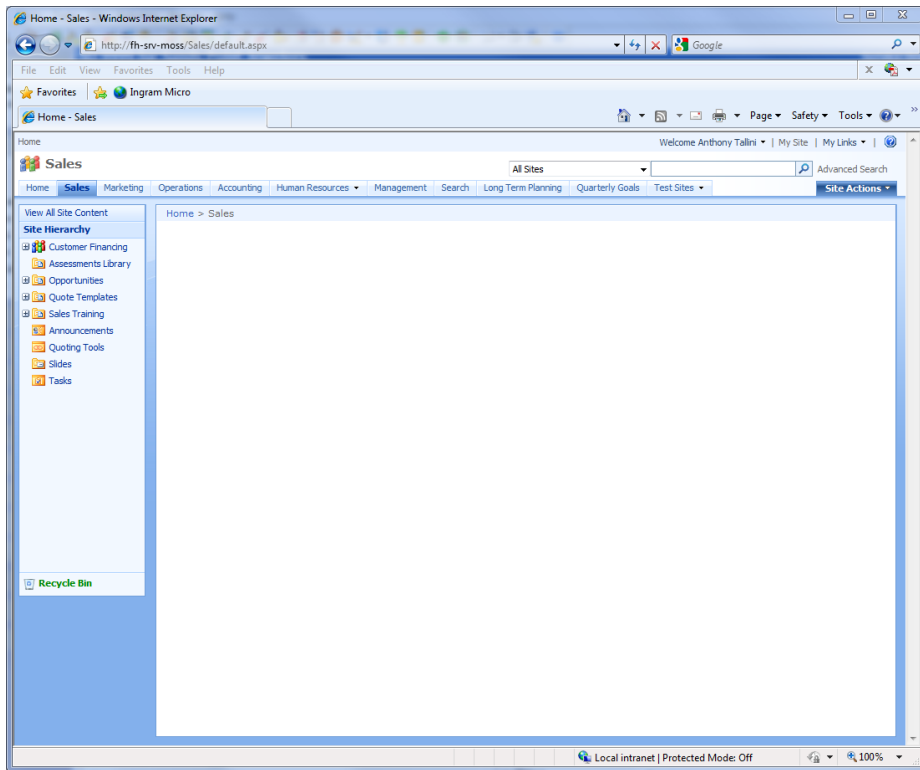 Home - Sales - Windows Internet Explorer
http://fh-srv-moss/Sales/default.aspx
Google
File Edit View Favorites Tools Help
Favorites Ingram Micro
Home - Sales Page Safety Tools
Home Welcome Anthony Tallini | My Site | My Links |
Sales
All Sites Advanced Search
Home Sales Marketing Operations Accounting Human Resources Management Search Long Term Planning Quarterly Goals Test Sites Site Actions
View All Site Content
Home > Sales
Site Hierarchy
Customer Financing
Assessments Library
Opportunities
Quote Templates
Sales Training
Announcements
Quoting Tools
Slides
Tasks
Recycle Bin
Local intranet | Protected Mode: Off 100%